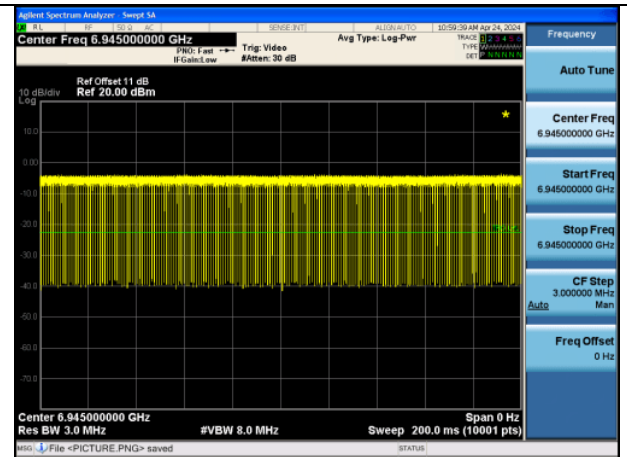 Agilent Spectrum Analyzer - Swept SA
RL RF 50 Ω AC SENSE:INT ALIGN AUTO 10:59:39 AM Apr 24, 2024
Center Freq 6.945000000 GHz
PNO: Fast
IFGain:Low
Trig: Video
#Atten: 30 dB
Avg Type: Log-Pwr
TRACE 1 2 3 4 5 6
TYPE
DET P N N N N N
Ref Offset 11 dB
10 dB/div Ref 20.00 dBm
Log
10.0
0.00
-10.0
-20.0
-30.0
-40.0
-50.0
-60.0
-70.0
Center 6.945000000 GHz Span 0 Hz
Res BW 3.0 MHz #VBW 8.0 MHz Sweep 200.0 ms (10001 pts)
MSG File <PICTURE.PNG> saved STATUS
Frequency
Auto Tune
Center Freq
6.945000000 GHz
Start Freq
6.945000000 GHz
Stop Freq
6.945000000 GHz
CF Step
3.000000 MHz
Auto Man
Freq Offset
0 Hz